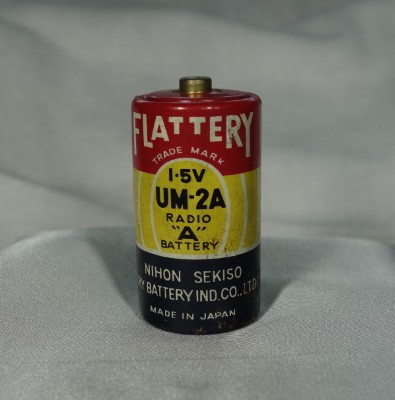 FLATTERY
TRADE MARK
1.5V
UM-2A
RADIO
"A"
BATTERY
NIHON SEKISO
BATTERY IND.CO.,LTD.
MADE IN JAPAN